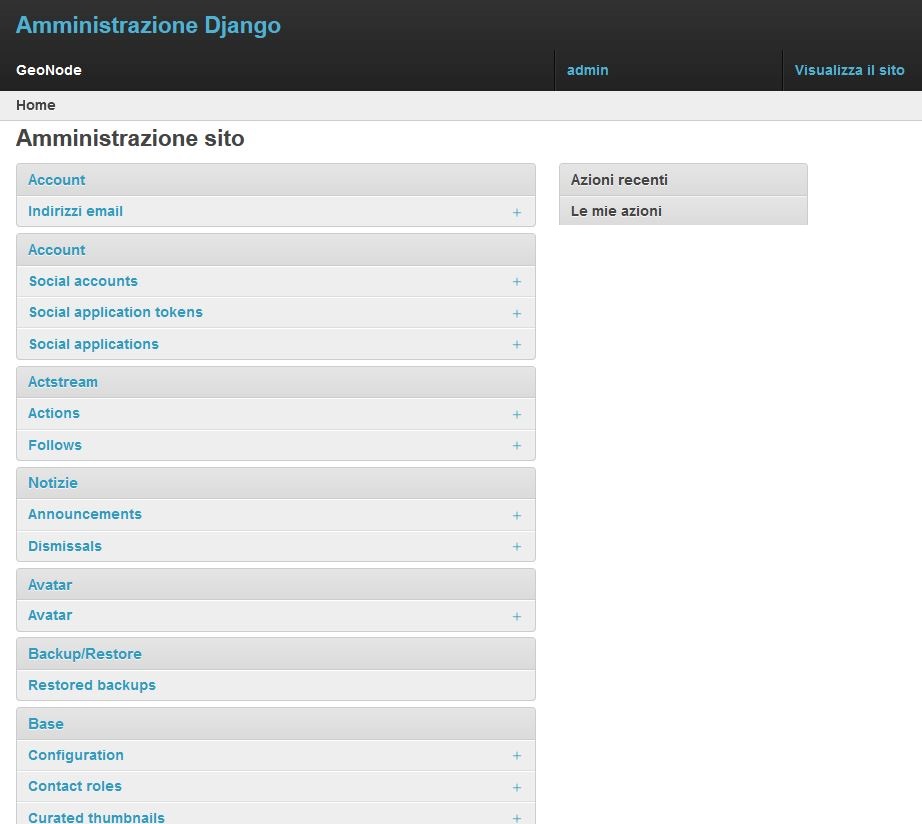 Amministrazione Django
GeoNode
admin
Visualizza il sito
Home
Amministrazione sito
Account
Indirizzi email +
Account
Social accounts +
Social application tokens +
Social applications +
Actstream
Actions +
Follows +
Notizie
Announcements +
Dismissals +
Avatar
Avatar +
Backup/Restore
Restored backups
Base
Configuration +
Contact roles +
Curated thumbnails +
Azioni recenti
Le mie azioni